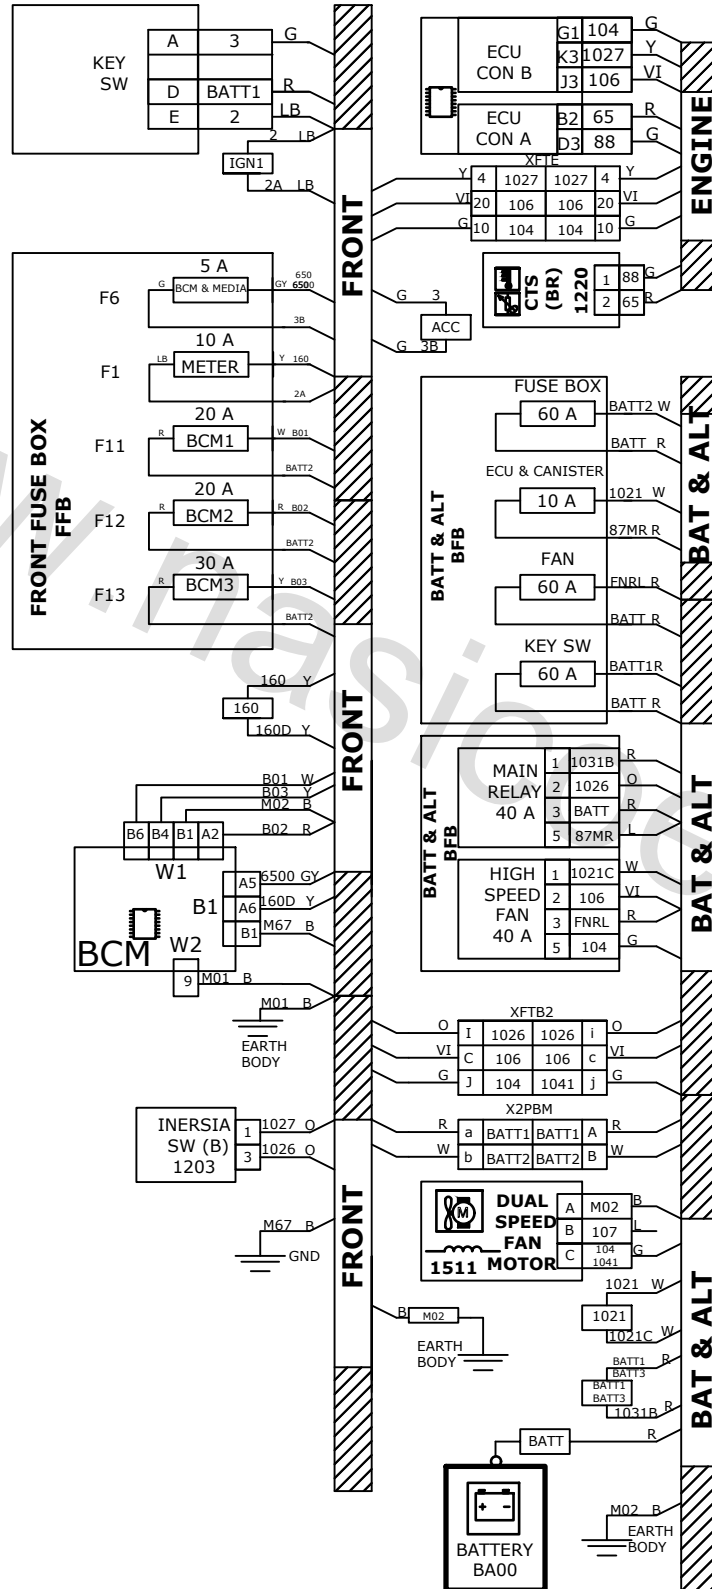 KEY
SW
A 3 G
D BATT1 R
E 2 LB
2 LB
IGN1
2A LB
FRONT
ECU
CON B
G1 104 G
K3 1027 Y
J3 106 VI
ECU
CON A
B2 65 R
D3 88 G
ENGINE
XFTE
Y 4 1027 1027 4 Y
VI 20 106 106 20 VI
G 10 104 104 10 G
CTS
(BR)
1220
1 88 G
2 65 R
G 3
ACC
G 3B
FRONT FUSE BOX
FFB
5 A
F6 G BCM & MEDIA GY 6500
650
3B
10 A
F1 LB METER Y 160
2A
20 A
F11 R BCM1 W B01
BATT2
20 A
F12 R BCM2 R B02
BATT2
30 A
F13 R BCM3 Y B03
BATT2
BATT & ALT
BFB
FUSE BOX
60 A BATT2 W
BATT R
ECU & CANISTER
10 A 1021 W
87MR R
FAN
60 A FNRL R
BATT R
KEY SW
60 A BATT1R
BATT R
BAT & ALT
160 Y
160
160D Y
FRONT
BATT & ALT
BFB
MAIN
RELAY
40 A
1 1031B R
2 1026 O
3 BATT R
5 87MR L
HIGH
SPEED
FAN
40 A
1 1021C W
2 106 VI
3 FNRL R
5 104 G
BAT & ALT
B01 W
B03 Y
M02 B
B02 R
B6 B4 B1 A2
W1
B1
A5 6500 GY
A6 160D Y
B1 M67 B
BCM
W2
9 M01 B
M01 B
EARTH
BODY
XFTB2
O I 1026 1026 i O
VI C 106 106 c VI
G J 104 1041 j G
X2PBM
R a BATT1 BATT1 A R
W b BATT2 BATT2 B W
INERSIA
SW (B)
1203
1 1027 O
3 1026 O
M67 B
GND
FRONT
M
1511
DUAL
SPEED
FAN
MOTOR
A M02 B
B 107 L
C 104 G
1041
B M02
EARTH
BODY
1021 W
1021
1021C W
BATT1 R
BATT3
BATT1
BATT3
1031B R
BATT R
BAT & ALT
+ -
BATTERY
BA00
M02 B
EARTH
BODY
w.nasicoe